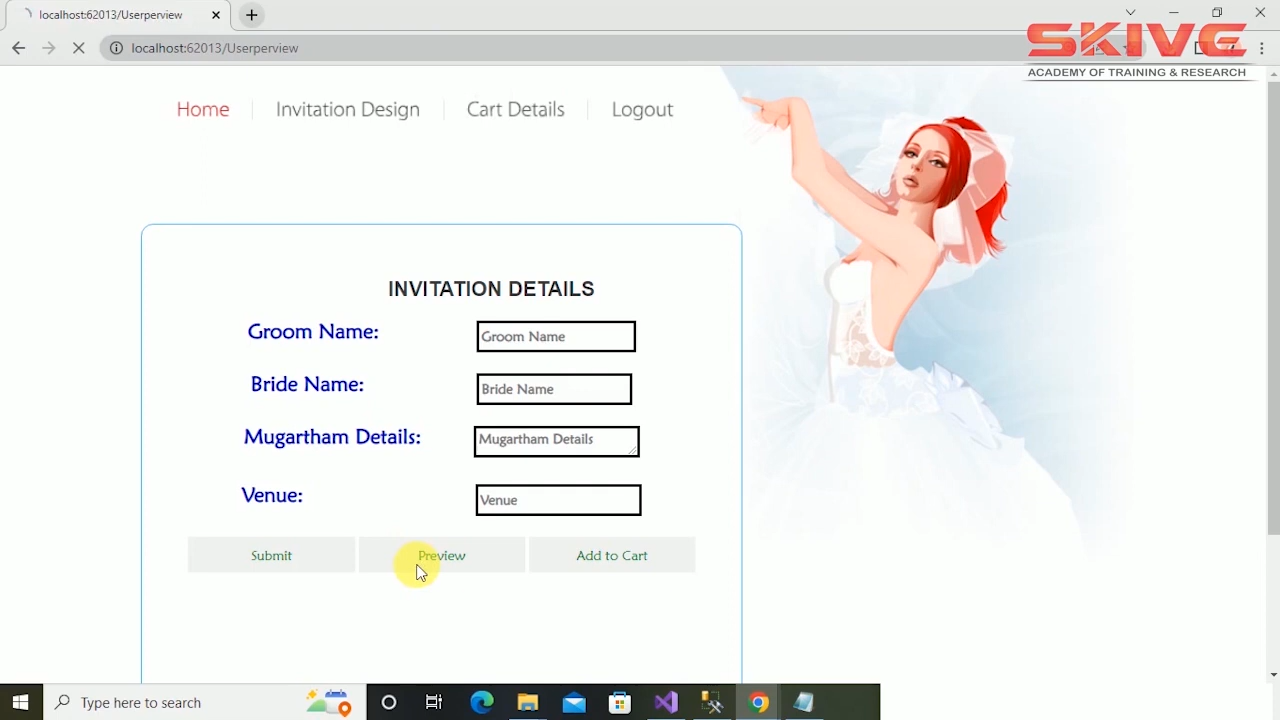 localhost:62013/Userperview
localhost:62013/Userperview
SKIVE
ACADEMY OF TRAINING & RESEARCH
Home
Invitation Design
Cart Details
Logout
INVITATION DETAILS
Groom Name:
Groom Name
Bride Name:
Bride Name
Mugartham Details:
Mugartham Details
Venue:
Venue
Submit
Preview
Add to Cart
Type here to search